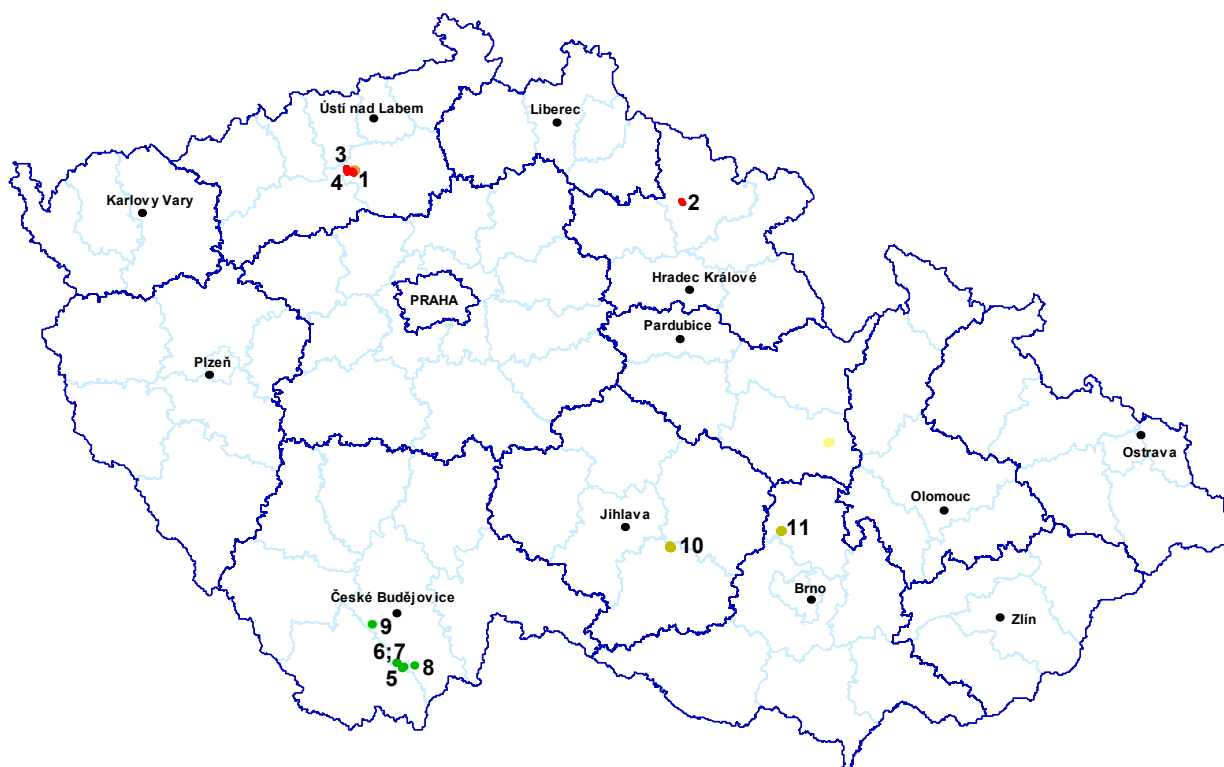 Ústí nad Labem
Liberec
3
4
1
Karlovy Vary
2
Hradec Králové
PRAHA
Pardubice
Plzeň
Ostrava
Olomouc
Jihlava
11
10
České Budějovice
Brno
Zlín
9
6;7
8
5